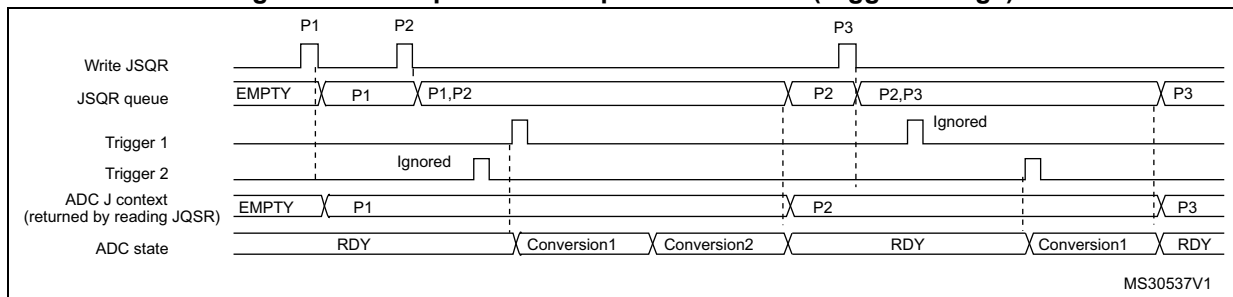 P1 P2 P3
Write JSQR
JSQR queue EMPTY P1 P1,P2 P2 P2,P3 P3
Trigger 1 Ignored
Trigger 2 Ignored
ADC J context
(returned by reading JQSR) EMPTY P1 P2 P3
ADC state RDY Conversion1 Conversion2 RDY Conversion1 RDY
MS30537V1